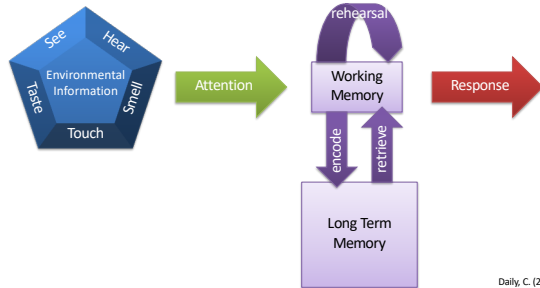 See
Hear
Environmental
Information
Taste
Smell
Touch
Attention
rehearsal
Working
Memory
Response
encode
retrieve
Long Term
Memory
Daily, C. (2